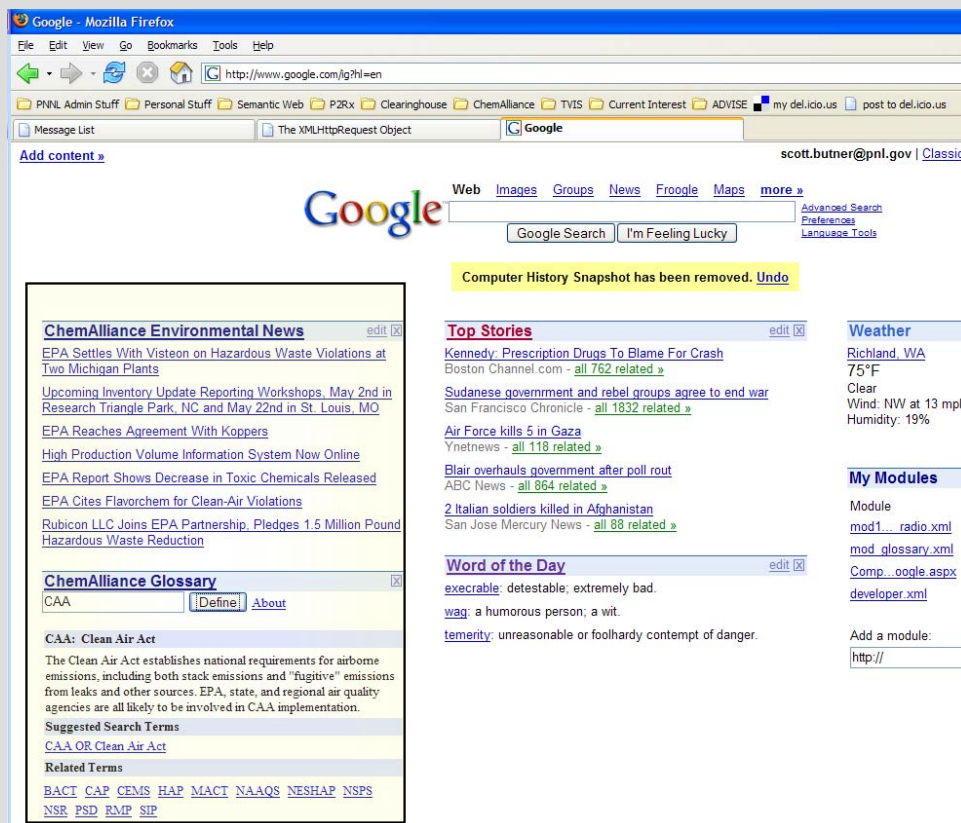 Google - Mozilla Firefox
File Edit View Go Bookmarks Tools Help
http://www.google.com/ig?hl=en
PNNL Admin Stuff Personal Stuff Semantic Web P2Rx Clearinghouse ChemAlliance TVIS Current Interest ADVISE my del.icio.us post to del.icio.us
Message List The XMLHttpRequest Object Google
Add content » scott.butner@pnl.gov | Classic
Web Images Groups News Froogle Maps more »
Google
Advanced Search
Preferences
Language Tools
Google Search I'm Feeling Lucky
Computer History Snapshot has been removed. Undo
ChemAlliance Environmental News edit
EPA Settles With Visteon on Hazardous Waste Violations at
Two Michigan Plants
Upcoming Inventory Update Reporting Workshops, May 2nd in
Research Triangle Park, NC and May 22nd in St. Louis, MO
EPA Reaches Agreement With Koppers
High Production Volume Information System Now Online
EPA Report Shows Decrease in Toxic Chemicals Released
EPA Cites Flavorchem for Clean-Air Violations
Rubicon LLC Joins EPA Partnership, Pledges 1.5 Million Pound
Hazardous Waste Reduction
ChemAlliance Glossary
CAA Define About
CAA: Clean Air Act
The Clean Air Act establishes national requirements for airborne
emissions, including both stack emissions and "fugitive" emissions
from leaks and other sources. EPA, state, and regional air quality
agencies are all likely to be involved in CAA implementation.
Suggested Search Terms
CAA OR Clean Air Act
Related Terms
BACT CAP CEMS HAP MACT NAAQS NESHAP NSPS
NSR PSD RMP SIP
Top Stories edit
Kennedy: Prescription Drugs To Blame For Crash
Boston Channel.com - all 762 related »
Sudanese government and rebel groups agree to end war
San Francisco Chronicle - all 1832 related »
Air Force kills 5 in Gaza
Ynetnews - all 118 related »
Blair overhauls government after poll rout
ABC News - all 864 related »
2 Italian soldiers killed in Afghanistan
San Jose Mercury News - all 88 related »
Word of the Day edit
execrable: detestable; extremely bad.
wag: a humorous person; a wit.
temerity: unreasonable or foolhardy contempt of danger.
Weather
Richland, WA
75°F
Clear
Wind: NW at 13 mph
Humidity: 19%
My Modules
Module
mod1... radio.xml
mod_glossary.xml
Comp...oogle.aspx
developer.xml
Add a module:
http://